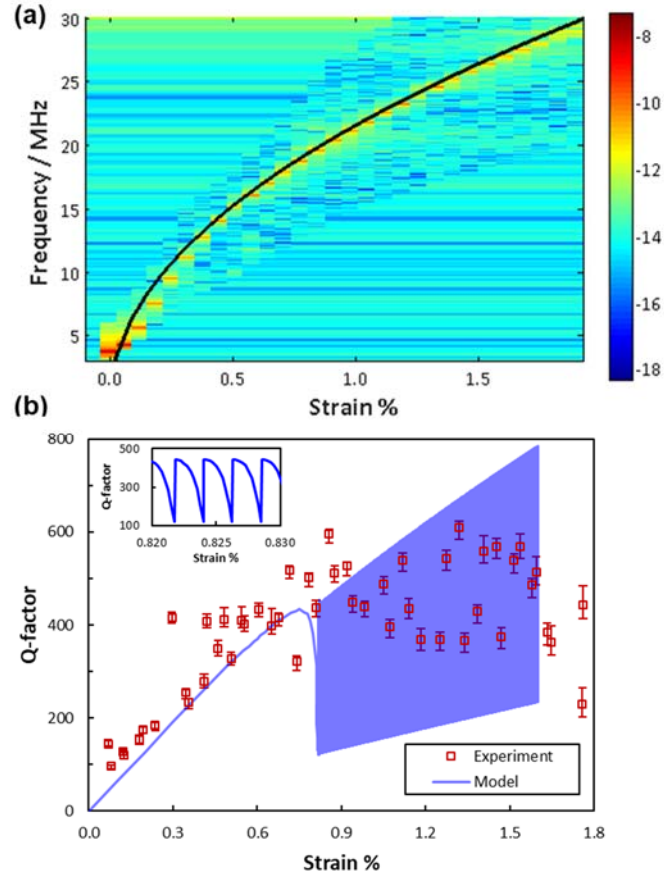 (a)
30
25
20
15
10
5
Frequency / MHz
0.0 0.5 1.0 1.5
Strain %
-8
-10
-12
-14
-16
-18
(b)
800
600
400
200
0
Q-factor
500
300
100
Q-factor
0.820 0.825 0.830
Strain %
Experiment
Model
0.0 0.3 0.6 0.9 1.2 1.5 1.8
Strain %